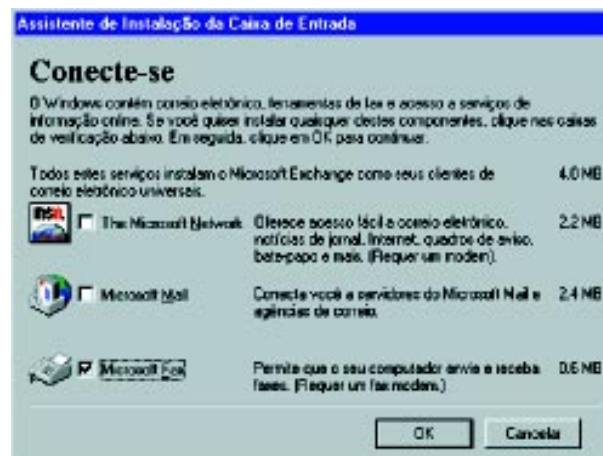 Assistente de Instalação da Caixa de Entrada
Conecte-se
O Windows contém correio eletrônico, ferramentas de fax e acesso a serviços de
informação online. Se você quiser instalar quaisquer destes componentes, clique nas caixas
de verificação abaixo. Em seguida, clique em OK para continuar.
Todos estes serviços instalam o Microsoft Exchange como seus clientes de 4.0 MB
correio eletrônico universais.
msn
The Microsoft Network Oferece acesso fácil a correio eletrônico, 2.2 MB
notícias de jornal, Internet, quadros de aviso,
bate-papo e mais. (Requer um modem).
Microsoft Mail Conecta você a servidores do Microsoft Mail e 2.4 MB
agências de correio.
Microsoft Fax Permite que o seu computador envie e receba 0.6 MB
faxes. (Requer um fax modem.)
OK Cancelar